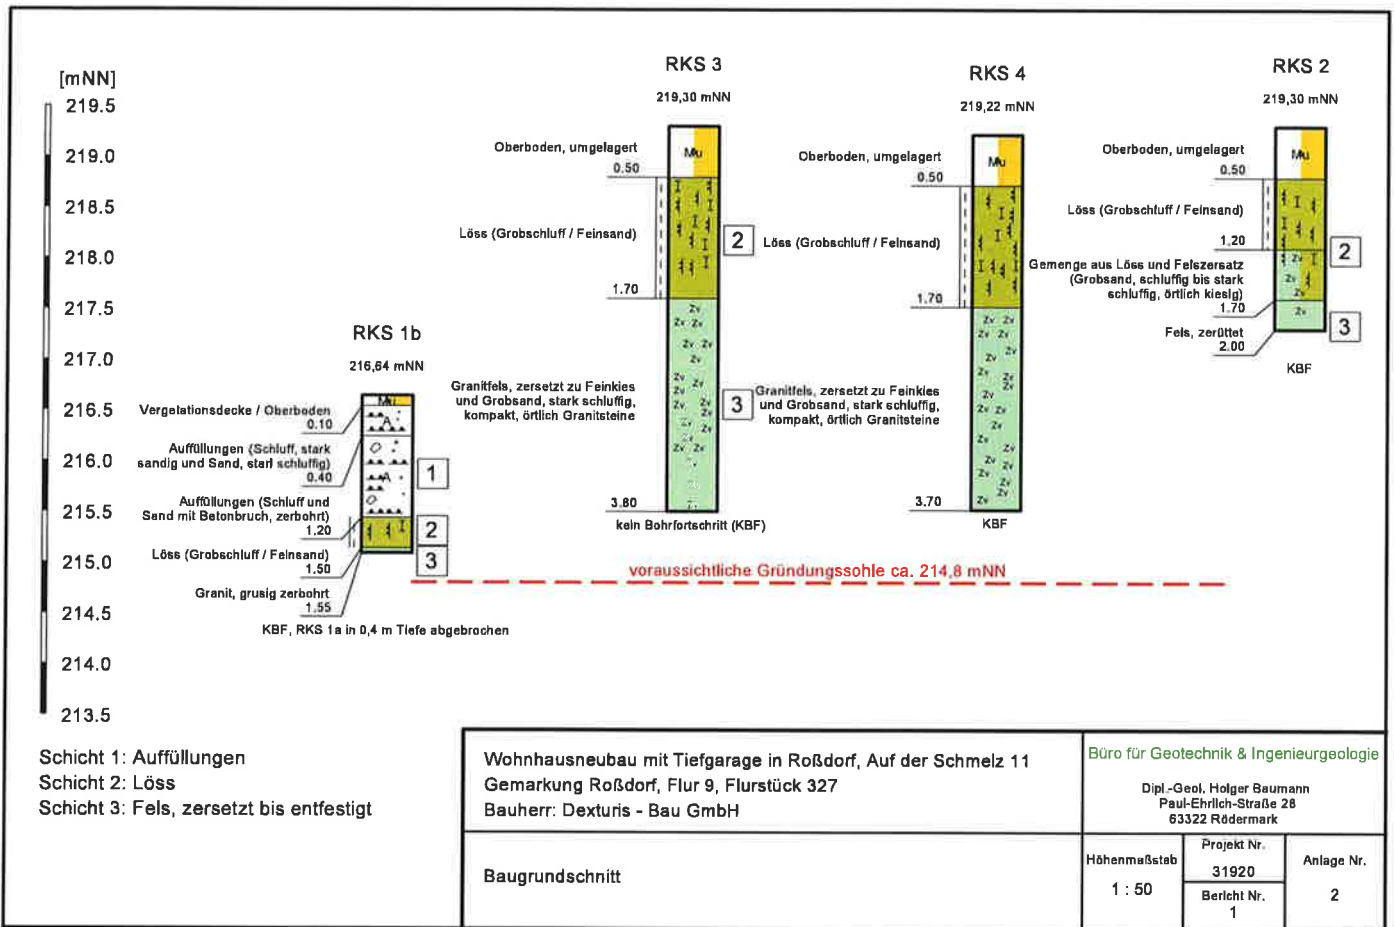 [mNN]
219.5
219.0
218.5
218.0
217.5
217.0
216.5
216.0
215.5
215.0
214.5
214.0
213.5
RKS 1b
216,64 mNN
Mu
A
A
Vergetationsdecke / Oberboden
0.10
Auffüllungen (Schluff, stark
sandig und Sand, starl schluffig)
0.40
Auffüllungen (Schluff und
Sand mit Betonbruch, zerbohrt)
1.20
Löss (Grobschluff / Feinsand)
1.50
Granit, grusig zerbohrt
1.55
KBF, RKS 1a in 0,4 m Tiefe abgebrochen
1
2
3
RKS 3
219,30 mNN
Mu
Oberboden, umgelagert
0.50
Löss (Grobschluff / Feinsand)
1.70
Granitfels, zersetzt zu Feinkies
und Grobsand, stark schluffig,
kompakt, örtlich Granitsteine
3.80
kein Bohrfortschritt (KBF)
2
3
RKS 4
219,22 mNN
Mu
Oberboden, umgelagert
0.50
Löss (Grobschluff / Feinsand)
1.70
Granitfels, zersetzt zu Feinkies
und Grobsand, stark schluffig,
kompakt, örtlich Granitsteine
3.70
KBF
RKS 2
219,30 mNN
Mu
Oberboden, umgelagert
0.50
Löss (Grobschluff / Feinsand)
1.20
Gemenge aus Löss und Felszersatz
(Grobsand, schluffig bis stark
schluffig, örtlich kiesig)
1.70
Fels, zerüttet
2.00
KBF
2
3
voraussichtliche Gründungssohle ca. 214,8 mNN
Schicht 1: Auffüllungen
Schicht 2: Löss
Schicht 3: Fels, zersetzt bis entfestigt
Wohnhausneubau mit Tiefgarage in Roßdorf, Auf der Schmelz 11
Gemarkung Roßdorf, Flur 9, Flurstück 327
Bauherr: Dexturis - Bau GmbH
Baugrundschnitt
Büro für Geotechnik & Ingenieurgeologie
Dipl.-Geol. Holger Baumann
Paul-Ehrlich-Straße 28
63322 Rödermark
Höhenmaßstab
1 : 50
Projekt Nr.
31920
Bericht Nr.
1
Anlage Nr.
2